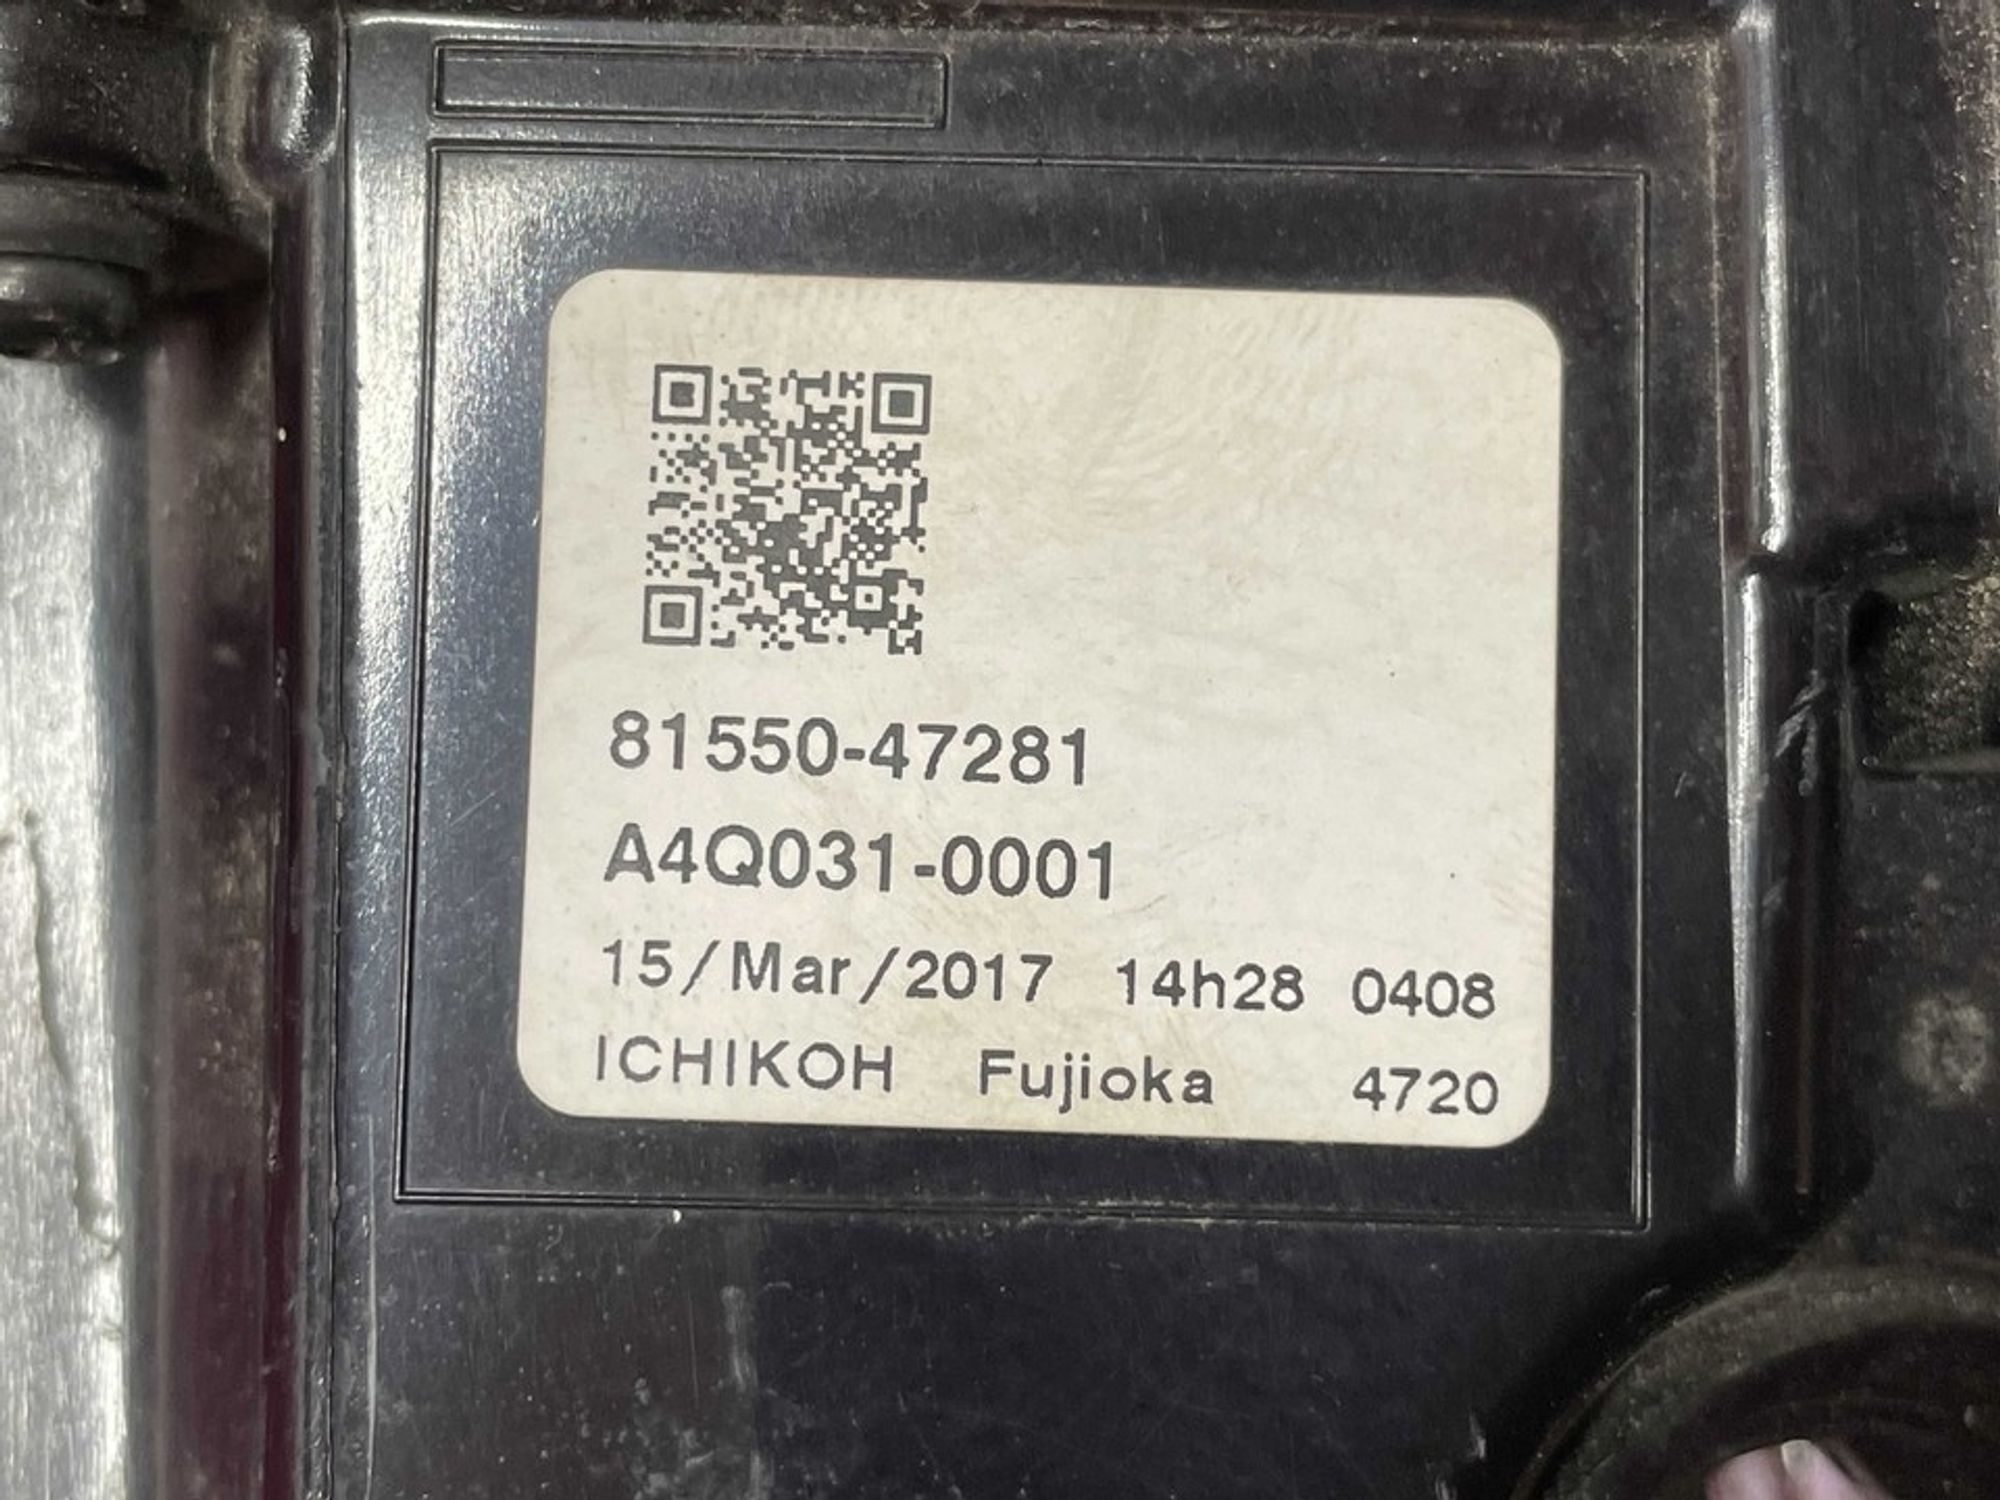 81550-47281
A4Q031-0001
15/Mar/2017 14h28 0408
ICHIKOH Fujioka 4720